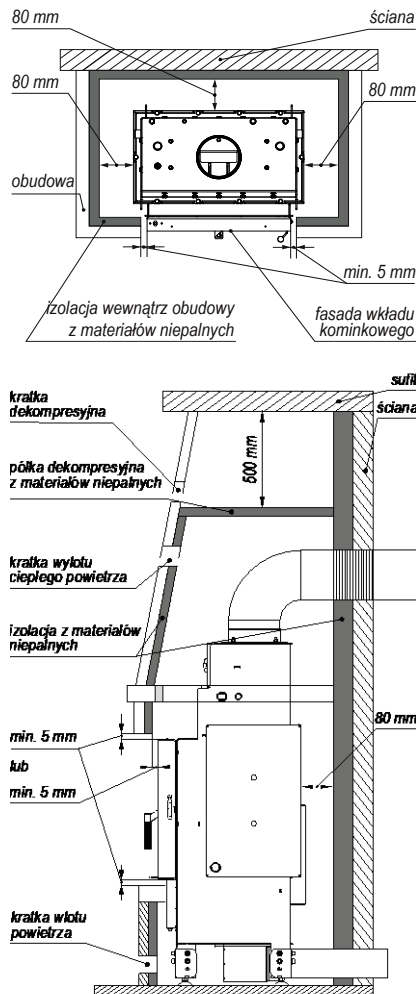 80 mm
ściana
80 mm
80 mm
obudowa
min. 5 mm
izolacja wewnątrz obudowy
z materiałów niepalnych
fasada wkładu
kominkowego
sufit
kratka
dekompresyjna
ściana
500 mm
półka dekompresyjna
z materiałów niepalnych
kratka wylotu
ciepłego powietrza
izolacja z materiałów
niepalnych
80 mm
min. 5 mm
lub
min. 5 mm
kratka wlotu
powietrza